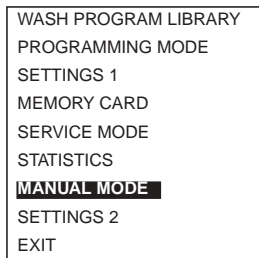 WASH PROGRAM LIBRARY
PROGRAMMING MODE
SETTINGS 1
MEMORY CARD
SERVICE MODE
STATISTICS
MANUAL MODE
SETTINGS 2
EXIT